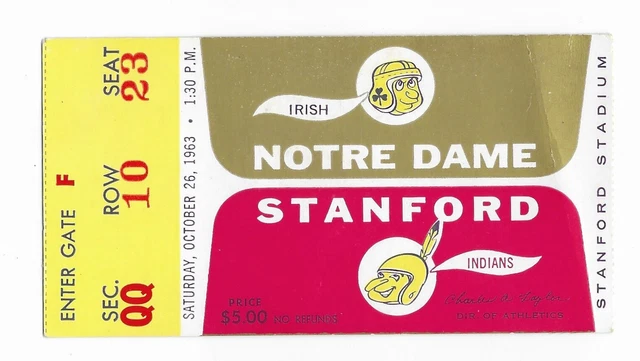 ENTER GATE F
SEC. QQ
ROW 10
SEAT 23
SATURDAY, OCTOBER 26, 1963 • 1:30 P.M.
IRISH
NOTRE DAME
STANFORD
INDIANS
PRICE
$5.00 NO REFUNDS
DIR. OF ATHLETICS
STANFORD STADIUM